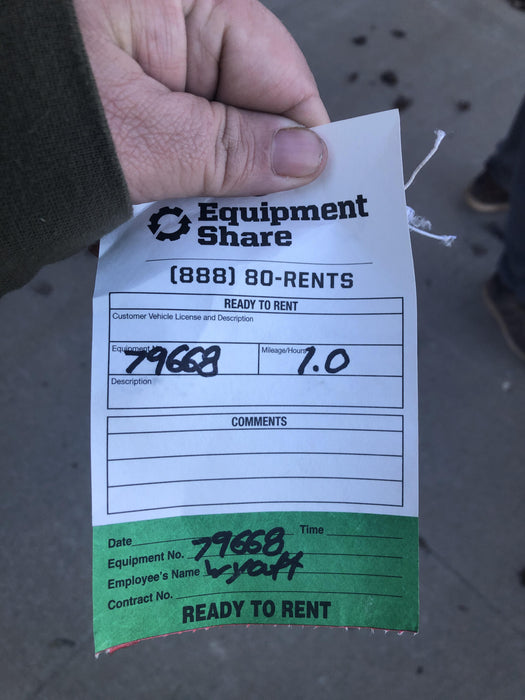 Equipment
Share
(888) 80-RENTS
READY TO RENT
Customer Vehicle License and Description
Equipment 79668 Mileage/Hours 1.0
Description
COMMENTS
Date Time
Equipment No. 79668
Employee's Name wyatt
Contract No.
READY TO RENT